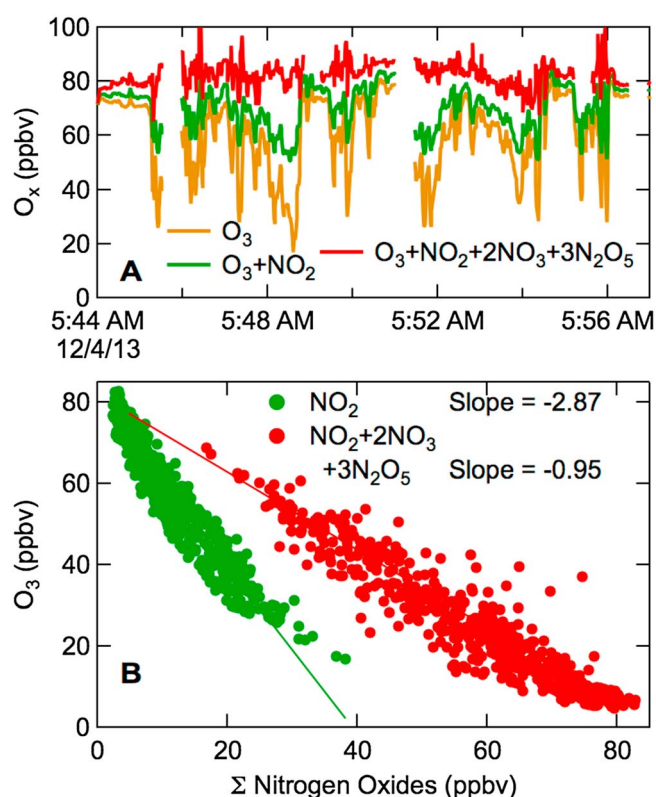 100
80
60
40
20
0
Oₓ (ppbv)
O₃
O₃+NO₂
O₃+NO₂+2NO₃+3N₂O₅
A
5:44 AM 5:48 AM 5:52 AM 5:56 AM
12/4/13
80
60
40
20
0
O₃ (ppbv)
NO₂ Slope = -2.87
NO₂+2NO₃
+3N₂O₅ Slope = -0.95
B
0 20 40 60 80
Σ Nitrogen Oxides (ppbv)